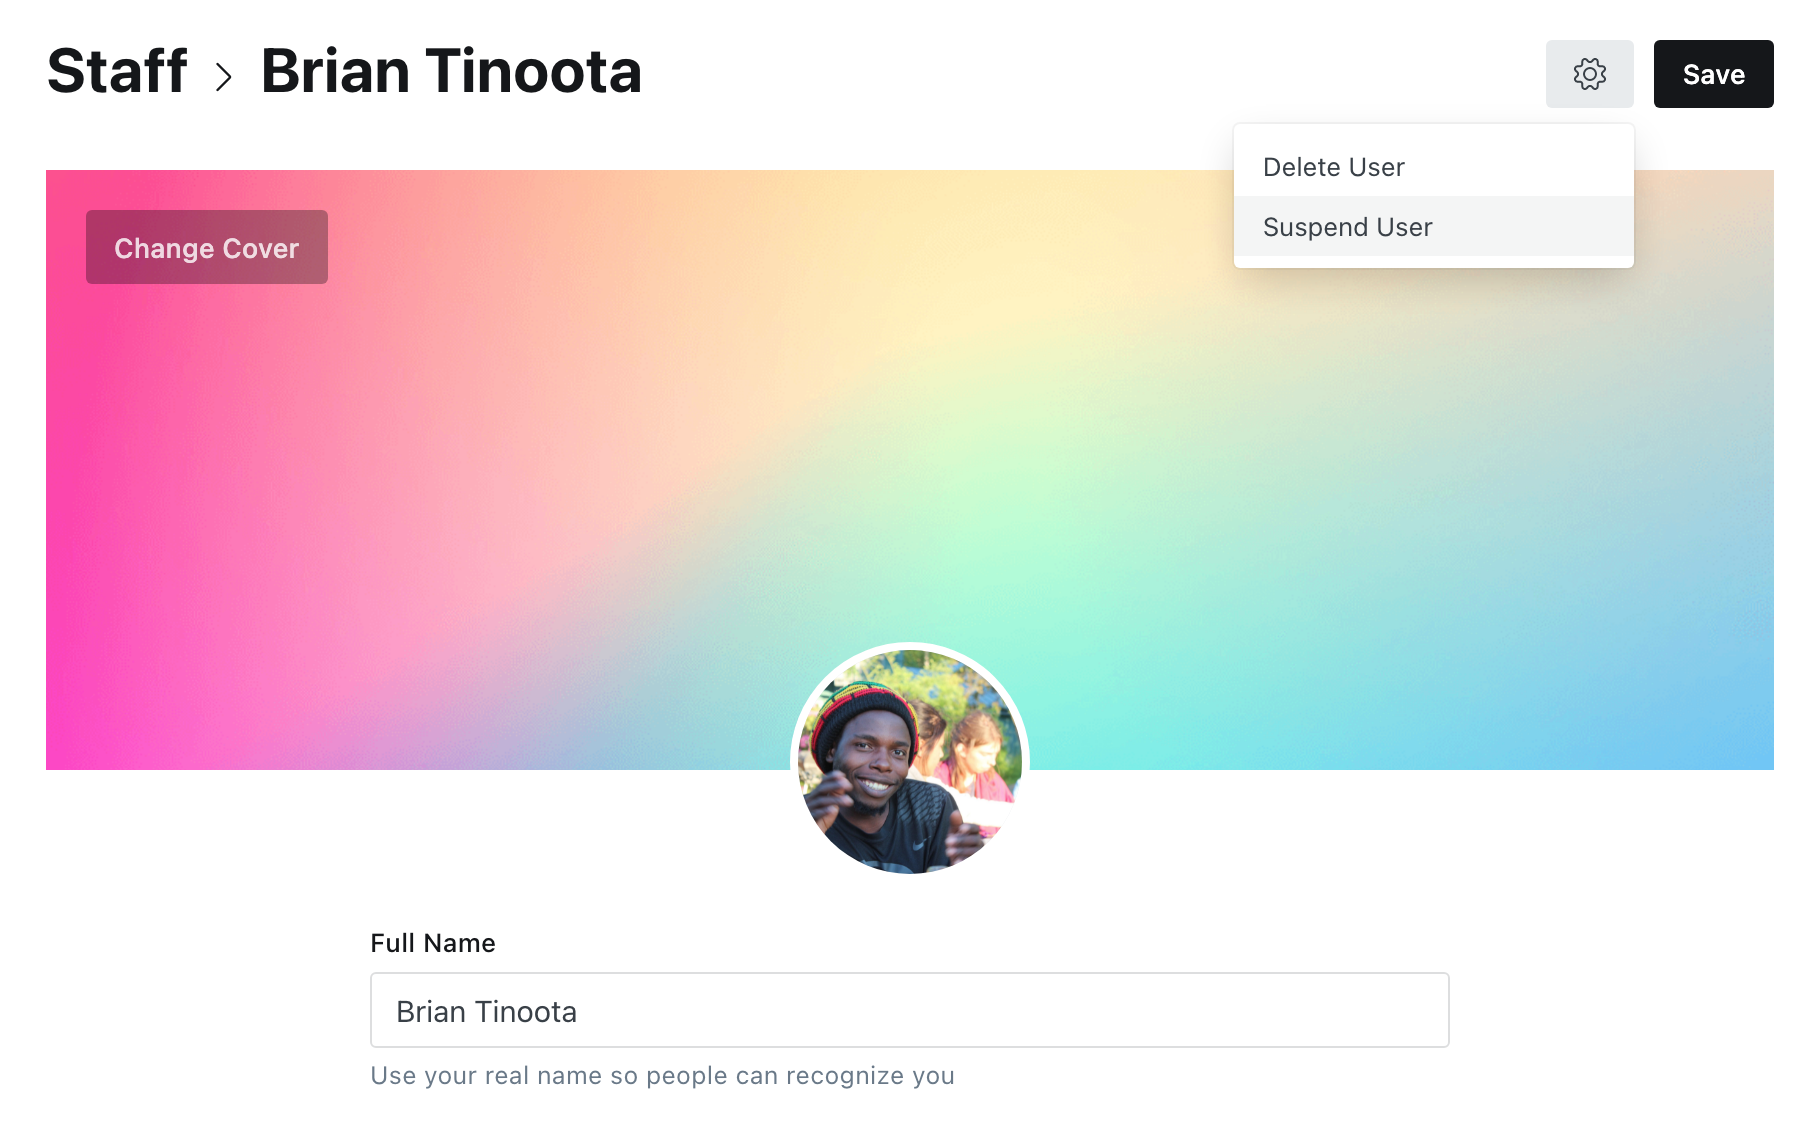 Staff > Brian Tinoota
Save
Delete User
Suspend User
Change Cover
Full Name
Brian Tinoota
Use your real name so people can recognize you